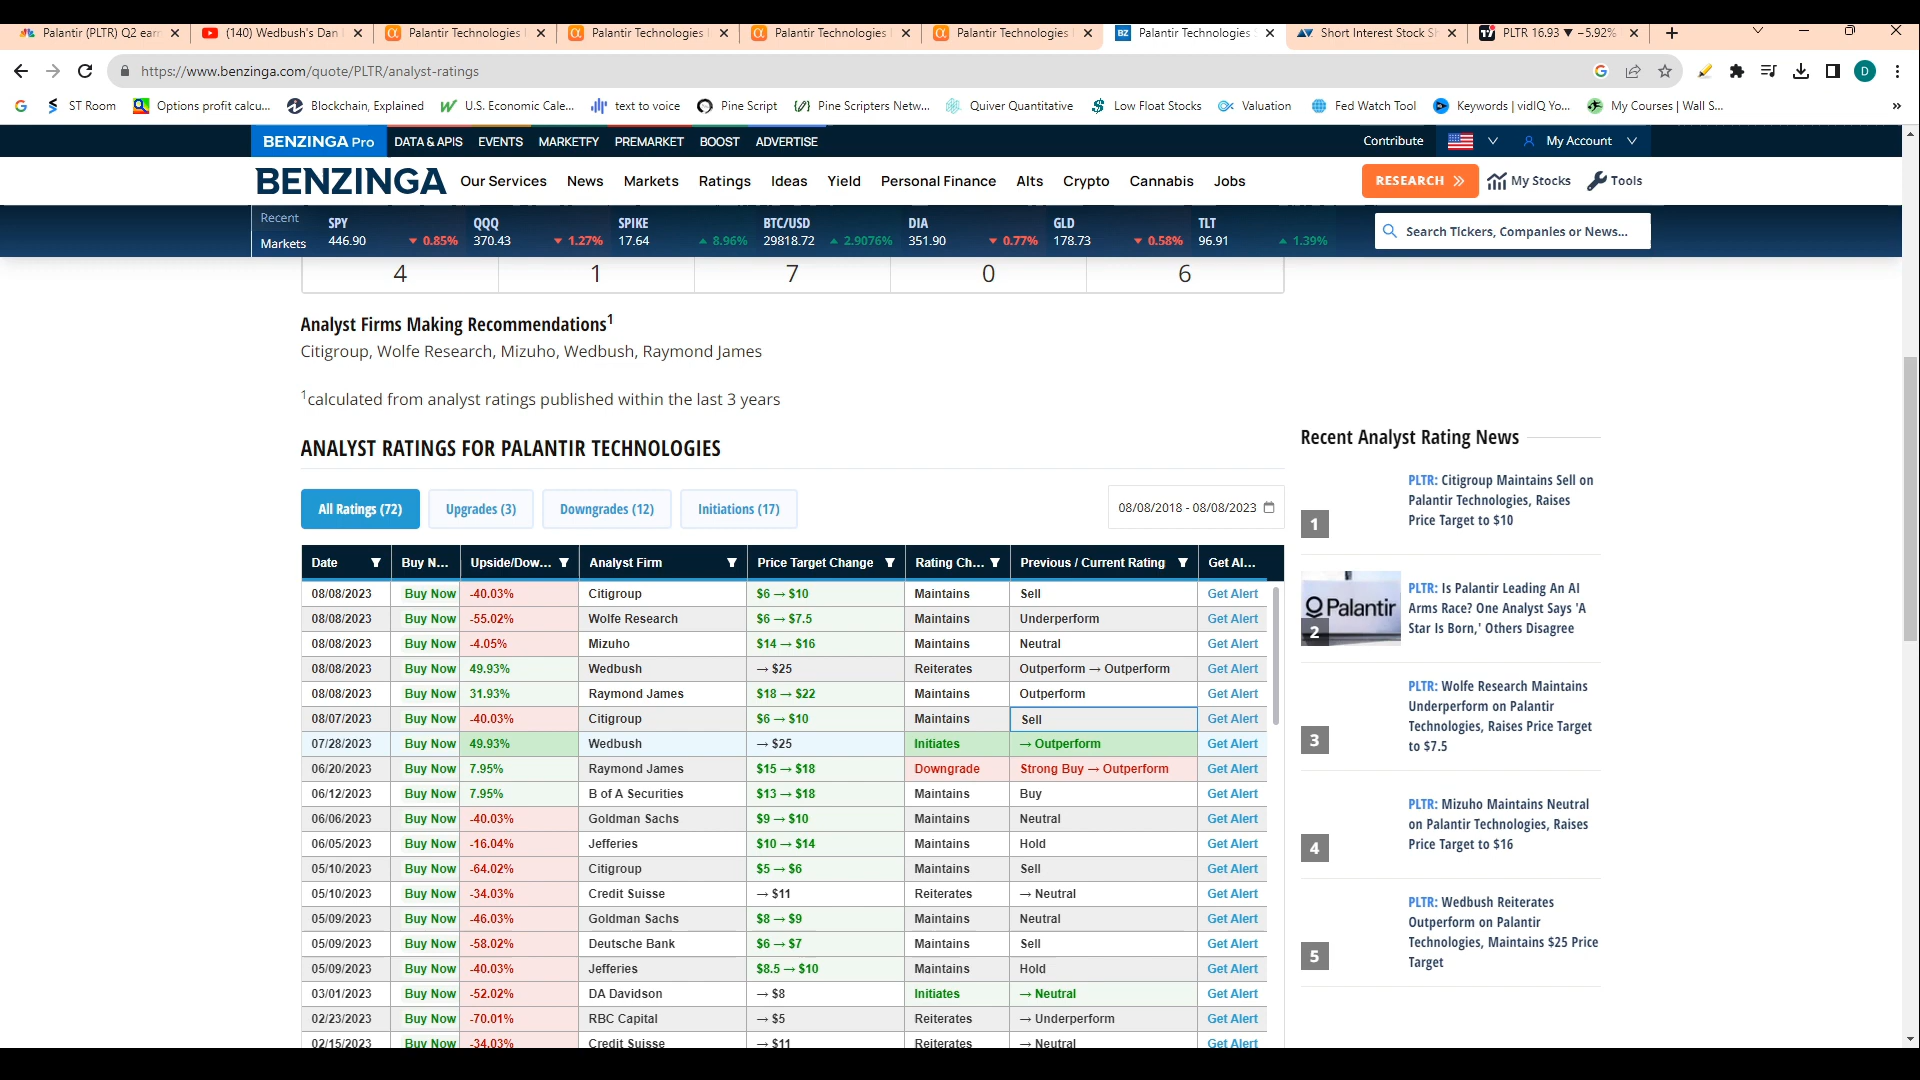 Palantir (PLTR) Q2 ear
(140) Wedbush's Dan
Palantir Technologies
Palantir Technologies
Palantir Technologies
Palantir Technologies
BZ Palantir Technologies
Short Interest Stock S
PLTR 16.93 ▼ −5.92%
https://www.benzinga.com/quote/PLTR/analyst-ratings
D
ST Room
Options profit calcu...
Blockchain, Explained
U.S. Economic Cale...
text to voice
Pine Script
Pine Scripters Netw...
Quiver Quantitative
Low Float Stocks
Valuation
Fed Watch Tool
Keywords | vidIQ Yo...
My Courses | Wall S...
»
BENZINGA Pro DATA & APIS EVENTS MARKETFY PREMARKET BOOST ADVERTISE Contribute My Account
BENZINGA Our Services News Markets Ratings Ideas Yield Personal Finance Alts Crypto Cannabis Jobs RESEARCH » My Stocks Tools
Recent
Markets
SPY
446.90 ▼ 0.85%
QQQ
370.43 ▼ 1.27%
SPIKE
17.64 ▲ 8.96%
BTC/USD
29818.72 ▲ 2.9076%
DIA
351.90 ▼ 0.77%
GLD
178.73 ▼ 0.58%
TLT
96.91 ▲ 1.39%
Search Tickers, Companies or News...
4 1 7 0 6
Analyst Firms Making Recommendations1
Citigroup, Wolfe Research, Mizuho, Wedbush, Raymond James
1calculated from analyst ratings published within the last 3 years
ANALYST RATINGS FOR PALANTIR TECHNOLOGIES
All Ratings (72) Upgrades (3) Downgrades (12) Initiations (17) 08/08/2018 - 08/08/2023
Date Buy N... Upside/Dow... Analyst Firm Price Target Change Rating Ch... Previous / Current Rating Get Al...
08/08/2023 Buy Now -40.03% Citigroup $6 → $10 Maintains Sell Get Alert
08/08/2023 Buy Now -55.02% Wolfe Research $6 → $7.5 Maintains Underperform Get Alert
08/08/2023 Buy Now -4.05% Mizuho $14 → $16 Maintains Neutral Get Alert
08/08/2023 Buy Now 49.93% Wedbush → $25 Reiterates Outperform → Outperform Get Alert
08/08/2023 Buy Now 31.93% Raymond James $18 → $22 Maintains Outperform Get Alert
08/07/2023 Buy Now -40.03% Citigroup $6 → $10 Maintains Sell Get Alert
07/28/2023 Buy Now 49.93% Wedbush → $25 Initiates → Outperform Get Alert
06/20/2023 Buy Now 7.95% Raymond James $15 → $18 Downgrade Strong Buy → Outperform Get Alert
06/12/2023 Buy Now 7.95% B of A Securities $13 → $18 Maintains Buy Get Alert
06/06/2023 Buy Now -40.03% Goldman Sachs $9 → $10 Maintains Neutral Get Alert
06/05/2023 Buy Now -16.04% Jefferies $10 → $14 Maintains Hold Get Alert
05/10/2023 Buy Now -64.02% Citigroup $5 → $6 Maintains Sell Get Alert
05/10/2023 Buy Now -34.03% Credit Suisse → $11 Reiterates → Neutral Get Alert
05/09/2023 Buy Now -46.03% Goldman Sachs $8 → $9 Maintains Neutral Get Alert
05/09/2023 Buy Now -58.02% Deutsche Bank $6 → $7 Maintains Sell Get Alert
05/09/2023 Buy Now -40.03% Jefferies $8.5 → $10 Maintains Hold Get Alert
03/01/2023 Buy Now -52.02% DA Davidson → $8 Initiates → Neutral Get Alert
02/23/2023 Buy Now -70.01% RBC Capital → $5 Reiterates → Underperform Get Alert
02/15/2023 Buy Now -34.03% Credit Suisse → $11 Reiterates → Neutral Get Alert
Recent Analyst Rating News
1
PLTR: Citigroup Maintains Sell on
Palantir Technologies, Raises
Price Target to $10
Palantir
2
PLTR: Is Palantir Leading An AI
Arms Race? One Analyst Says 'A
Star Is Born,' Others Disagree
3
PLTR: Wolfe Research Maintains
Underperform on Palantir
Technologies, Raises Price Target
to $7.5
4
PLTR: Mizuho Maintains Neutral
on Palantir Technologies, Raises
Price Target to $16
5
PLTR: Wedbush Reiterates
Outperform on Palantir
Technologies, Maintains $25 Price
Target